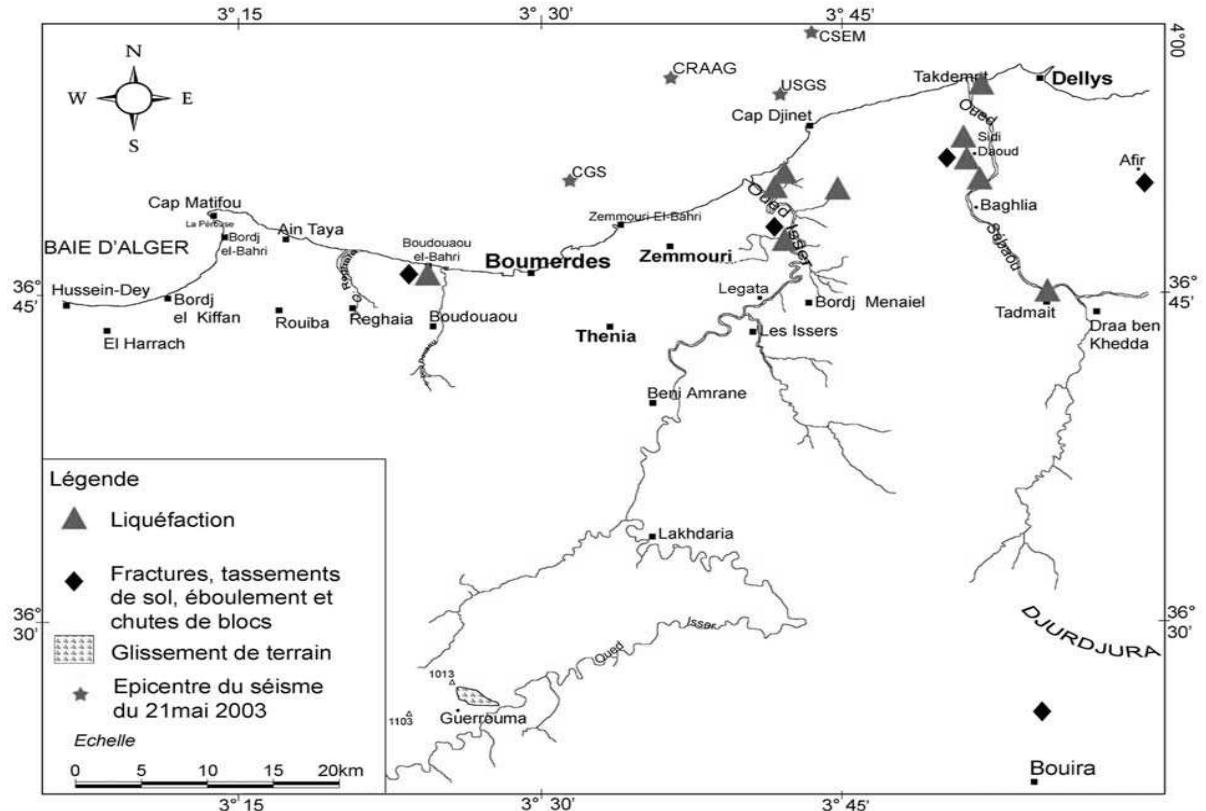 3° 15
3° 30'
3° 45
4° 00
N
W E
S
CSEM
CRAAG
USGS
CGS
Takdempt
Dellys
Cap Djinet
Oued
Sidi
Daoud
Afir
Baghlia
Sebaou
Cap Matifou
La Pérouse
Ain Taya
BAIE D'ALGER
Bordj
el-Bahri
Boudouaou
el-Bahri
Zemmouri El-Bahri
Oued
Isser
Boumerdes
Zemmouri
36°
45'
36°
45'
Hussein-Dey
Bordj
el Kiffan
Rouiba
O. Reghaia
Reghaia
Boudouaou
Legata
Bordj Menaiel
Tadmait
Draa ben
Khedda
El Harrach
Thenia
Les Issers
Beni Amrane
Lakhdaria
36°
30'
36°
30'
DJURDJURA
Oued
Isser
1013
1103
Guerrouma
Bouira
Légende
Liquéfaction
Fractures, tassements
de sol, éboulement et
chutes de blocs
Glissement de terrain
Epicentre du séisme
du 21mai 2003
Echelle
0 5 10 15 20km
3° 15
3° 30'
3° 45